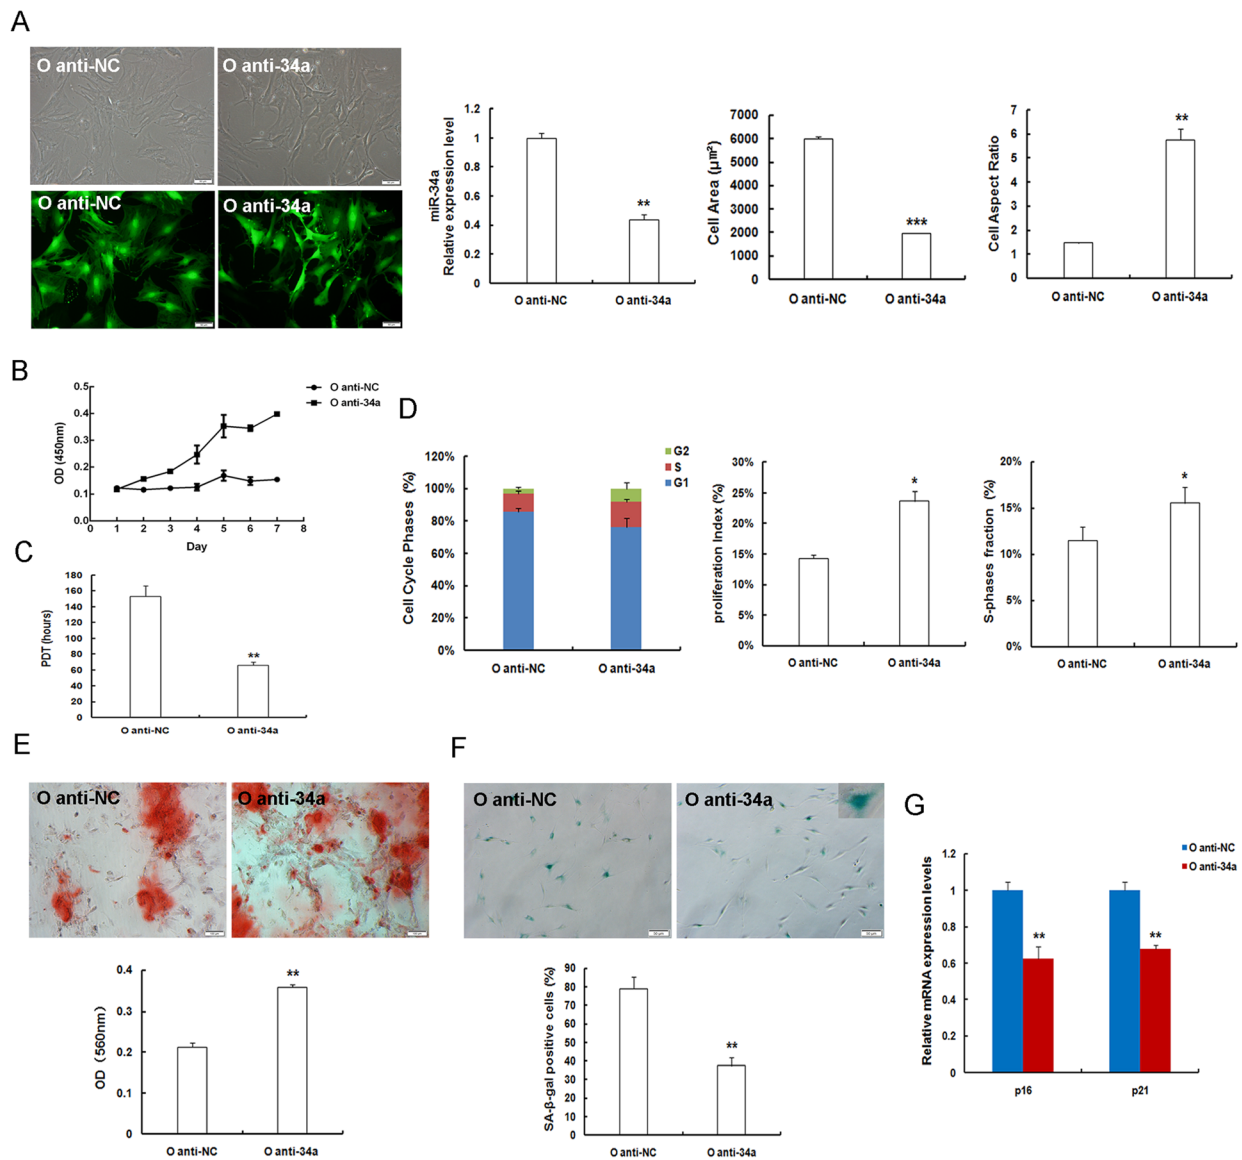 A
O anti-NC
O anti-34a
O anti-NC
O anti-34a
miR-34a
Relative expression level
1.2
1
0.8
0.6
0.4
0.2
0
**
O anti-NC
O anti-34a
Cell Area (μm²)
7000
6000
5000
4000
3000
2000
1000
0
***
O anti-NC
O anti-34a
Cell Aspect Ratio
7
6
5
4
3
2
1
0
**
O anti-NC
O anti-34a
B
OD (450nm)
0.5
0.4
0.3
0.2
0.1
0.0
0 1 2 3 4 5 6 7 8
Day
O anti-NC
O anti-34a
C
PDT (hours)
180
160
140
120
100
80
60
40
20
0
**
O anti-NC
O anti-34a
D
Cell Cycle Phases (%)
120%
100%
80%
60%
40%
20%
0%
G2
S
G1
O anti-NC
O anti-34a
proliferation Index (%)
30%
25%
20%
15%
10%
5%
0%
*
O anti-NC
O anti-34a
S-phases fraction (%)
20%
15%
10%
5%
0%
*
O anti-NC
O anti-34a
E
O anti-NC
O anti-34a
OD (560nm)
0.4
0.3
0.2
0.1
0
**
O anti-NC
O anti-34a
F
O anti-NC
O anti-34a
SA-β-gal positive cells (%)
90
80
70
60
50
40
30
20
10
0
**
O anti-NC
O anti-34a
G
O anti-NC
O anti-34a
Relative mRNA expression levels
1.2
1
0.8
0.6
0.4
0.2
0
**
**
p16
p21